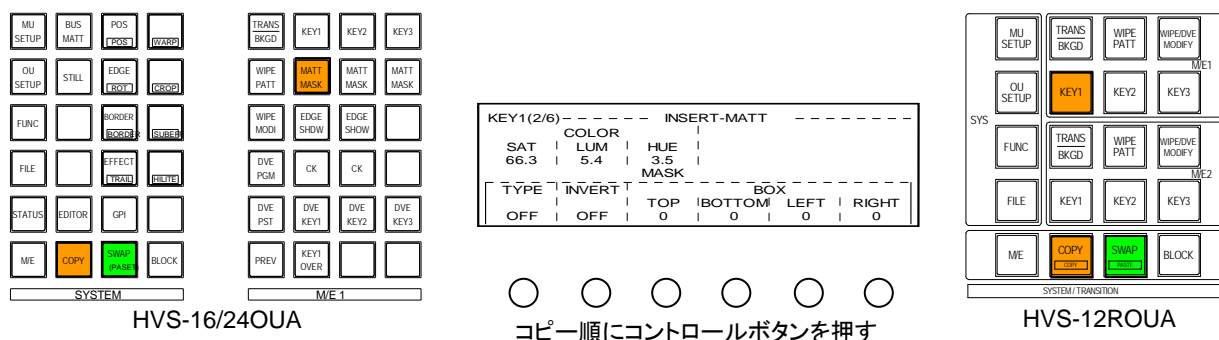 MU SETUP
BUS MATT
POS POS
WARP
OU SETUP
STILL
EDGE ROT
CROP
FUNC
BORDER BORDER
FILE
EFFECT TRAIL
HILITE
STATUS
EDITOR
GPI
M/E
COPY
SWAP (PASET)
BLOCK
SYSTEM
TRANS BKGD
KEY1
KEY2
KEY3
WIPE PATT
MATT MASK
MATT MASK
MATT MASK
WIPE MODI
EDGE SHDW
EDGE SHOW
DVE PGM
CK
CK
DVE PST
DVE KEY1
DVE KEY2
DVE KEY3
PREV
KEY1 OVER
M/E 1
HVS-16/24OUA
KEY1(2/6) INSERT-MATT
COLOR
SAT LUM HUE
66.3 5.4 3.5
MASK
TYPE INVERT BOX
TOP BOTTOM LEFT RIGHT
OFF OFF 0 0 0 0
コピー順にコントロールボタンを押す
SYS
MU SETUP
TRANS BKGD
WIPE PATT
WIPE/DVE MODIFY
M/E1
OU SETUP
KEY1
KEY2
KEY3
FUNC
TRANS BKGD
WIPE PATT
WIPE/DVE MODIFY
M/E2
FILE
KEY1
KEY2
KEY3
M/E
COPY COPY
SWAP PASTE
BLOCK
SYSTEM / TRANSITION
HVS-12ROUA